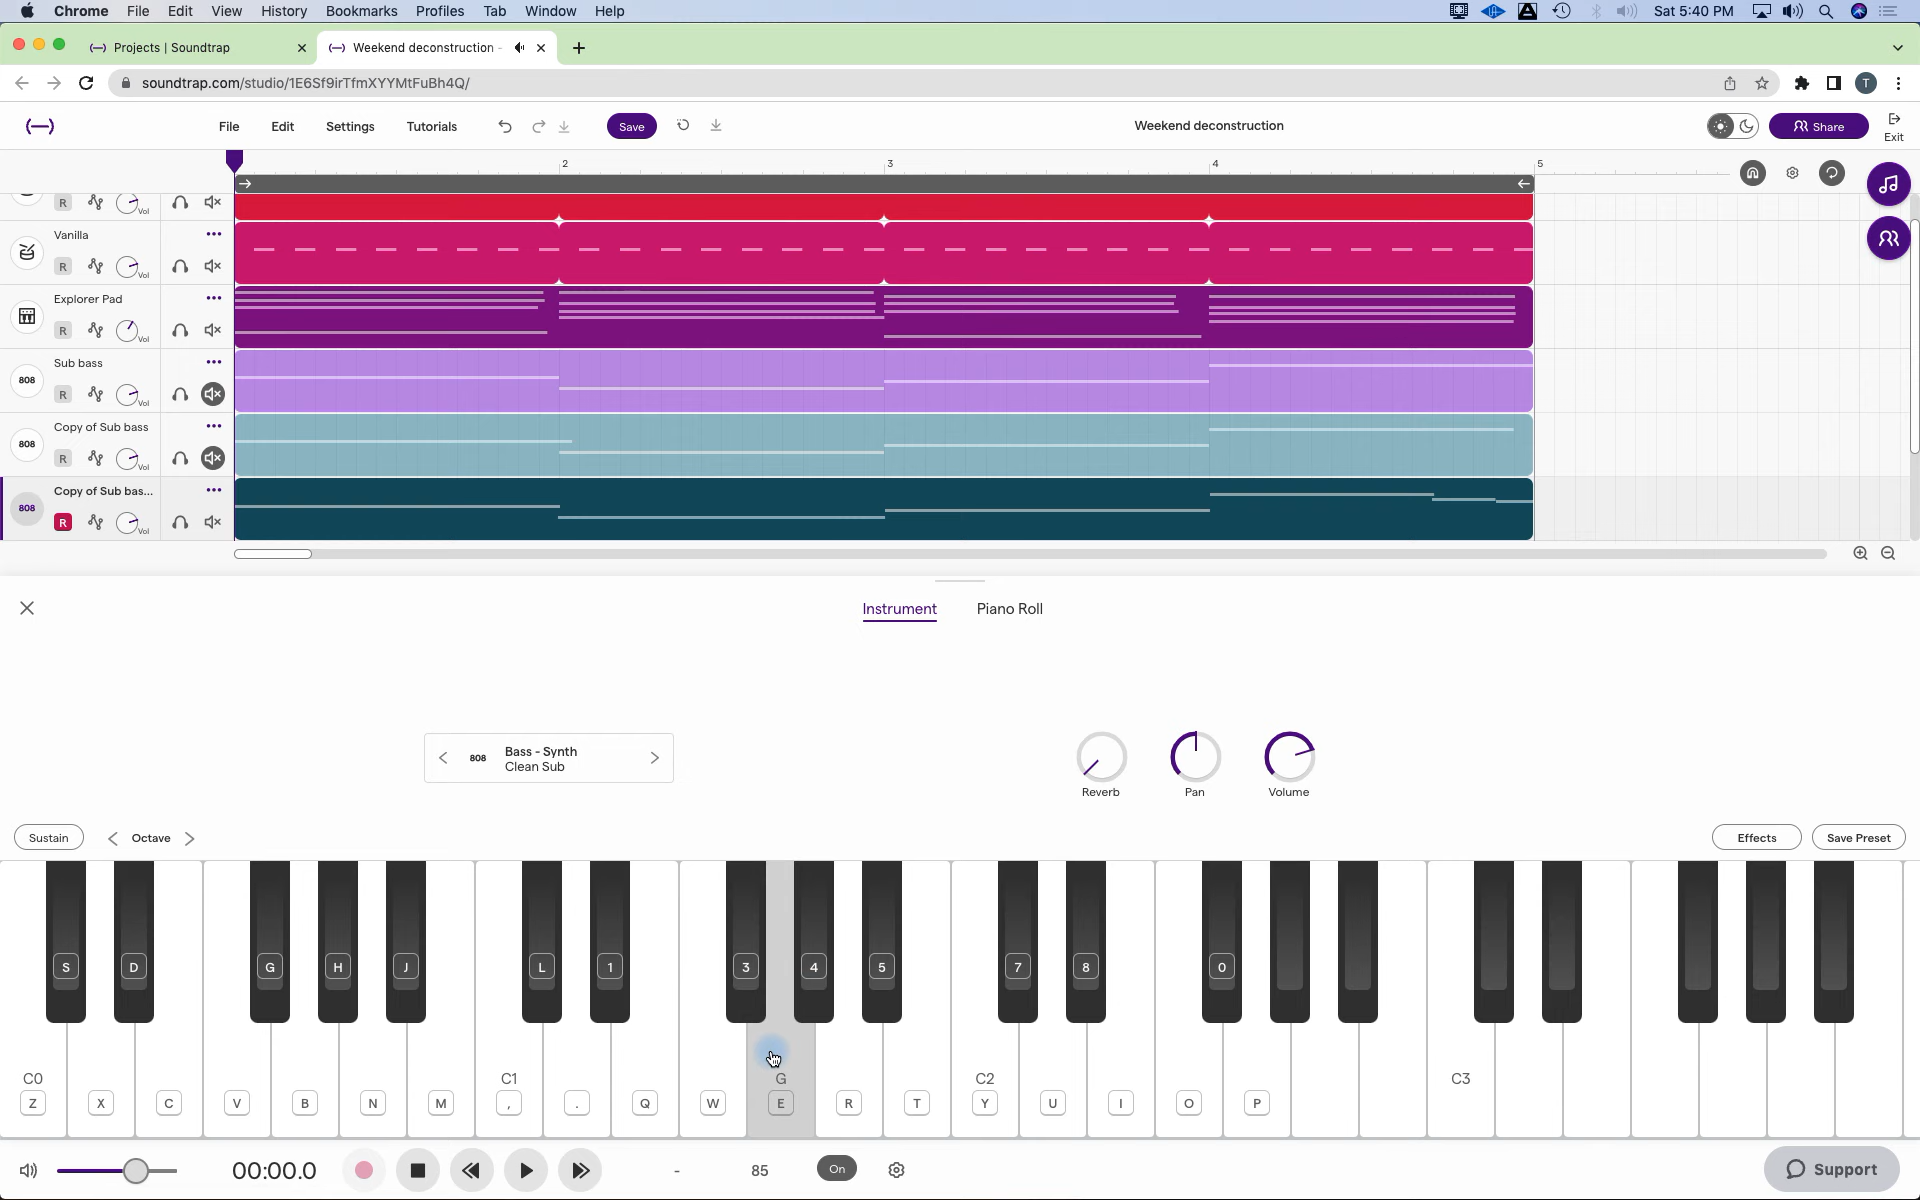 Chrome File Edit View History Bookmarks Profiles Tab Window Help Sat 5:40 PM
Projects | Soundtrap Weekend deconstruction -
soundtrap.com/studio/1E6Sf9irTfmXYYMtFuBh4Q/ T
File Edit Settings Tutorials Save Weekend deconstruction Share Exit
2 3 4 5
R Vol
Vanilla
R Vol
Explorer Pad
R Vol
808 Sub bass
R Vol
808 Copy of Sub bass
R Vol
808 Copy of Sub bas...
R Vol
Instrument Piano Roll
808 Bass - Synth
Clean Sub
Reverb Pan Volume
Sustain Octave Effects Save Preset
S D G H J L 1 3 4 5 7 8 0
C0 C1 G C2 C3
Z X C V B N M , . Q W E R T Y U I O P
00:00.0 - 85 On Support